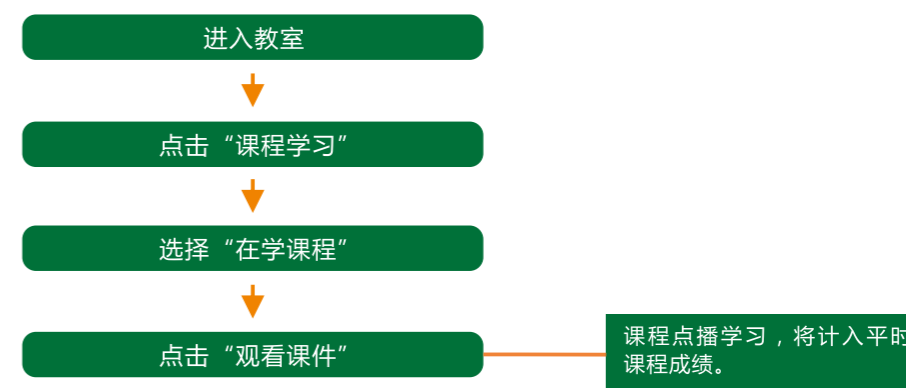 进入教室
点击“课程学习”
选择“在学课程”
点击“观看课件”
课程点播学习，将计入平时
课程成绩。